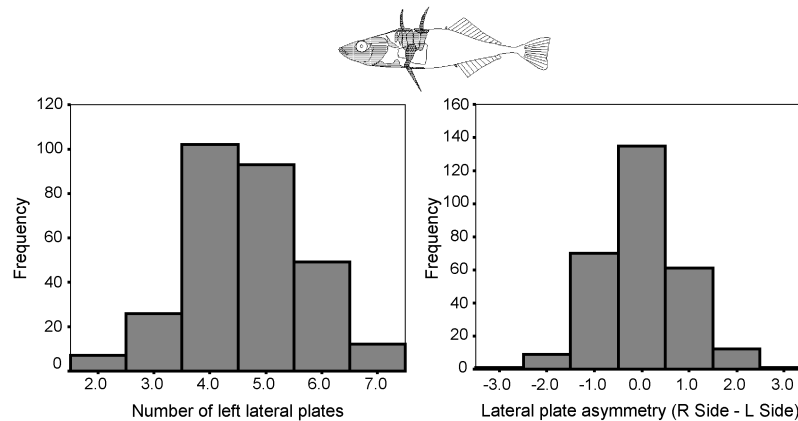 120
100
80
60
40
20
0
Frequency
2.0 3.0 4.0 5.0 6.0 7.0
Number of left lateral plates
160
140
120
100
80
60
40
20
0
Frequency
-3.0 -2.0 -1.0 0.0 1.0 2.0 3.0
Lateral plate asymmetry (R Side - L Side)